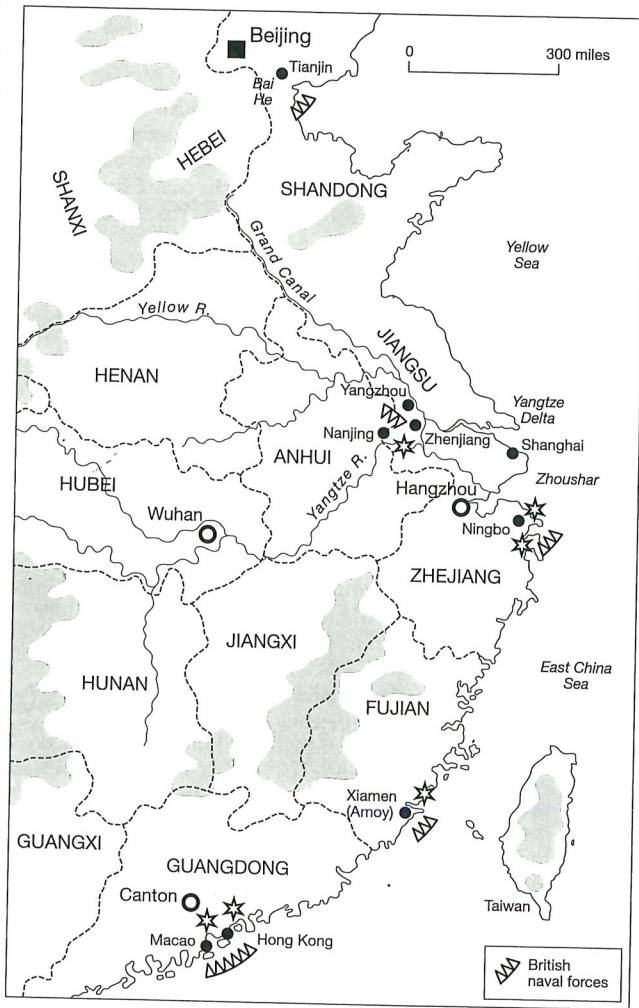 Beijing
0
300 miles
Tianjin
Bai
He
HEBEI
SHANXI
SHANDONG
Grand Canal
Yellow
Sea
Yellow R.
JIANGSU
HENAN
Yangzhou
Yangtze
Delta
Nanjing
Zhenjiang
Shanghai
ANHUI
Yangtze R.
HUBEI
Zhoushar
Hangzhou
Wuhan
Ningbo
ZHEJIANG
JIANGXI
East China
Sea
HUNAN
FUJIAN
Xiamen
(Amoy)
GUANGXI
GUANGDONG
Canton
Taiwan
Macao
Hong Kong
British
naval forces